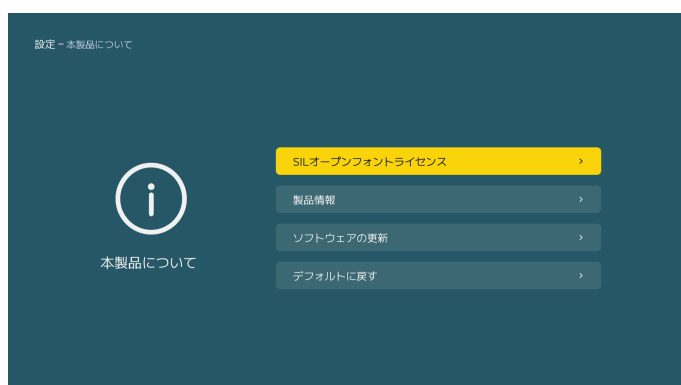 設定 – 本製品について
SILオープンフォントライセンス
製品情報
ソフトウェアの更新
デフォルトに戻す
本製品について